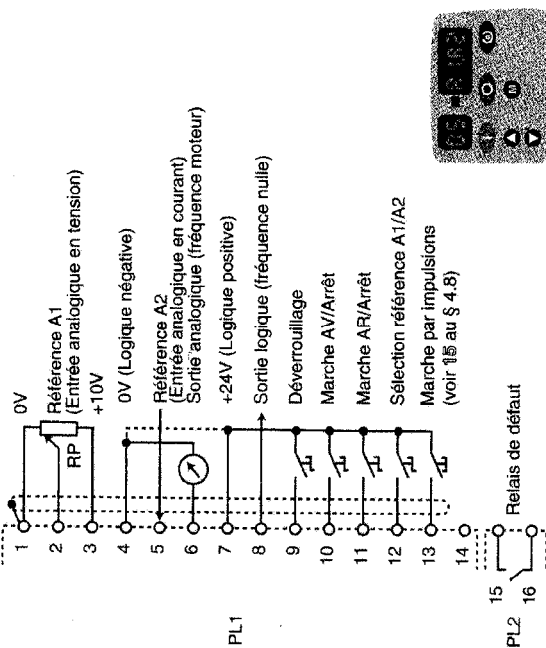 PL1
1
0V
2
Référence A1
(Entrée analogique en tension)
RP
3
+10V
4
0V (Logique négative)
5
Référence A2
(Entrée analogique en courant)
6
Sortie analogique (fréquence moteur)
7
+24V (Logique positive)
8
Sortie logique (fréquence nulle)
9
Déverrouillage
10
Marche AV/Arrêt
11
Marche AR/Arrêt
12
Sélection référence A1/A2
13
Marche par impulsions
(voir au § 4.8)
14
PL2
15
Relais de défaut
16
M